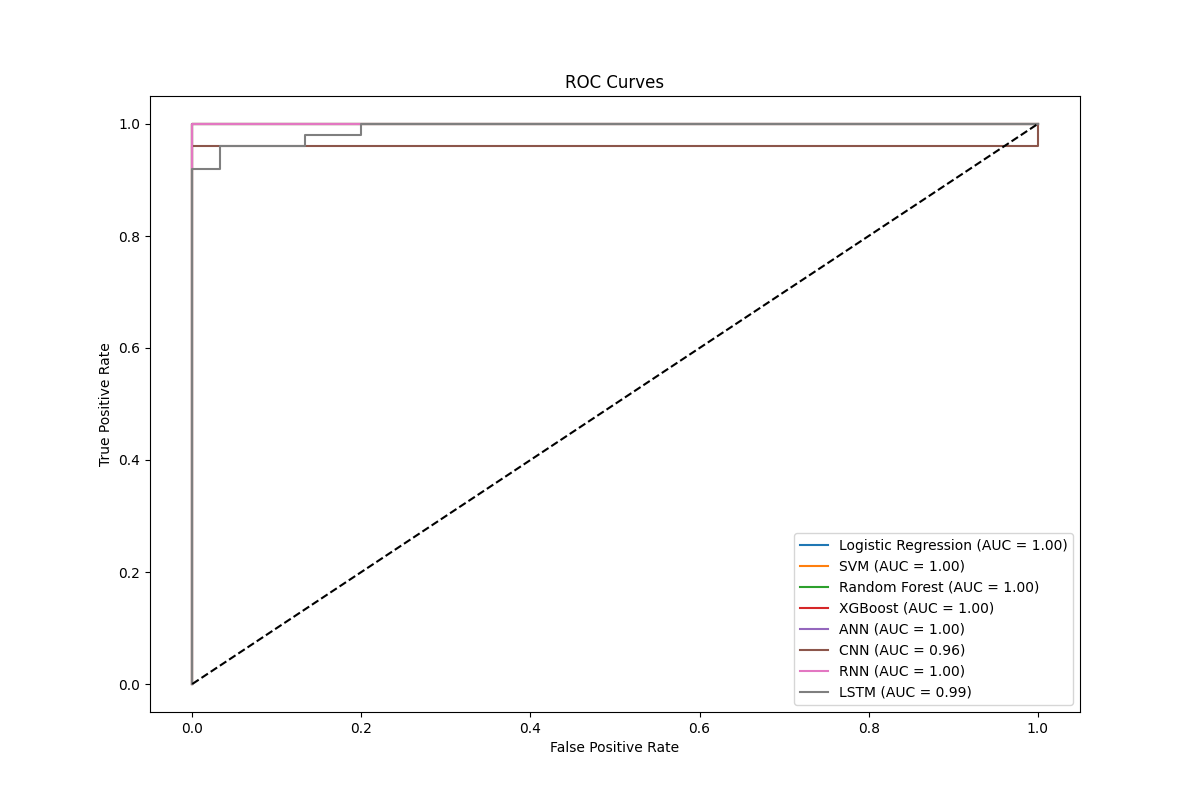 ROC Curves
True Positive Rate
1.0
0.8
0.6
0.4
0.2
0.0
0.0 0.2 0.4 0.6 0.8 1.0
False Positive Rate
Logistic Regression (AUC = 1.00)
SVM (AUC = 1.00)
Random Forest (AUC = 1.00)
XGBoost (AUC = 1.00)
ANN (AUC = 1.00)
CNN (AUC = 0.96)
RNN (AUC = 1.00)
LSTM (AUC = 0.99)